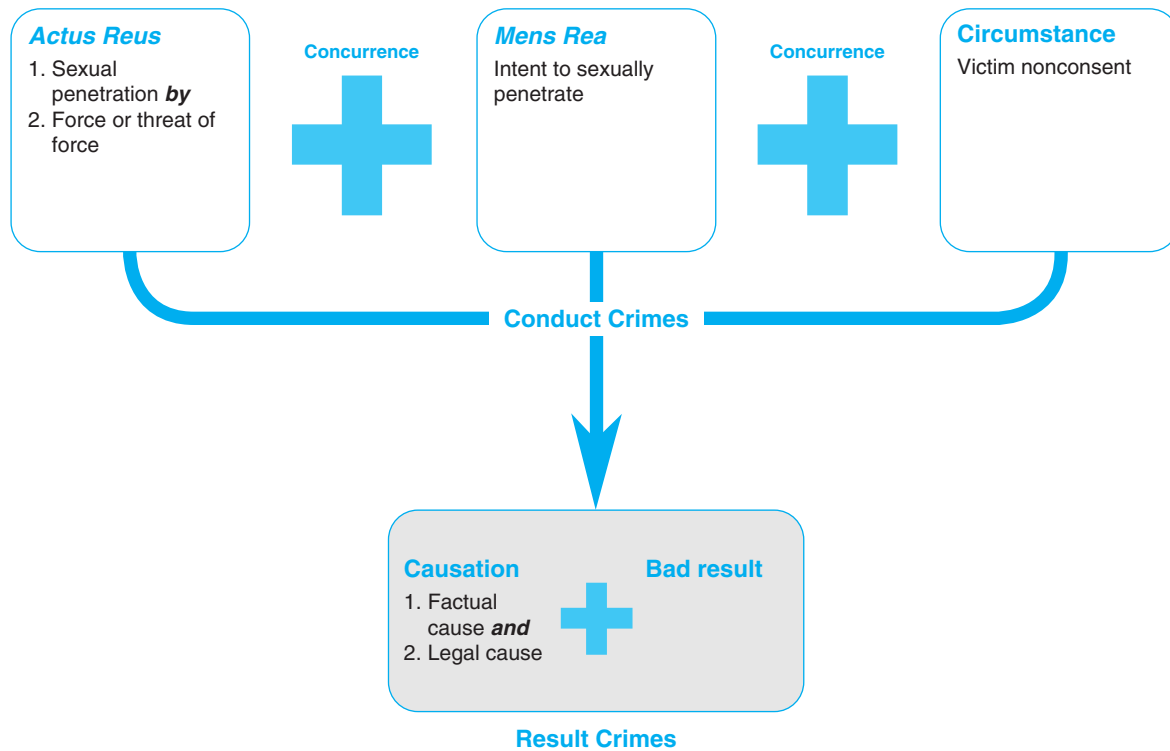 Actus Reus
1. Sexual
penetration by
2. Force or threat of
force
Concurrence
Mens Rea
Intent to sexually
penetrate
Concurrence
Circumstance
Victim nonconsent
Conduct Crimes
Causation
1. Factual
cause and
2. Legal cause
Bad result
Result Crimes